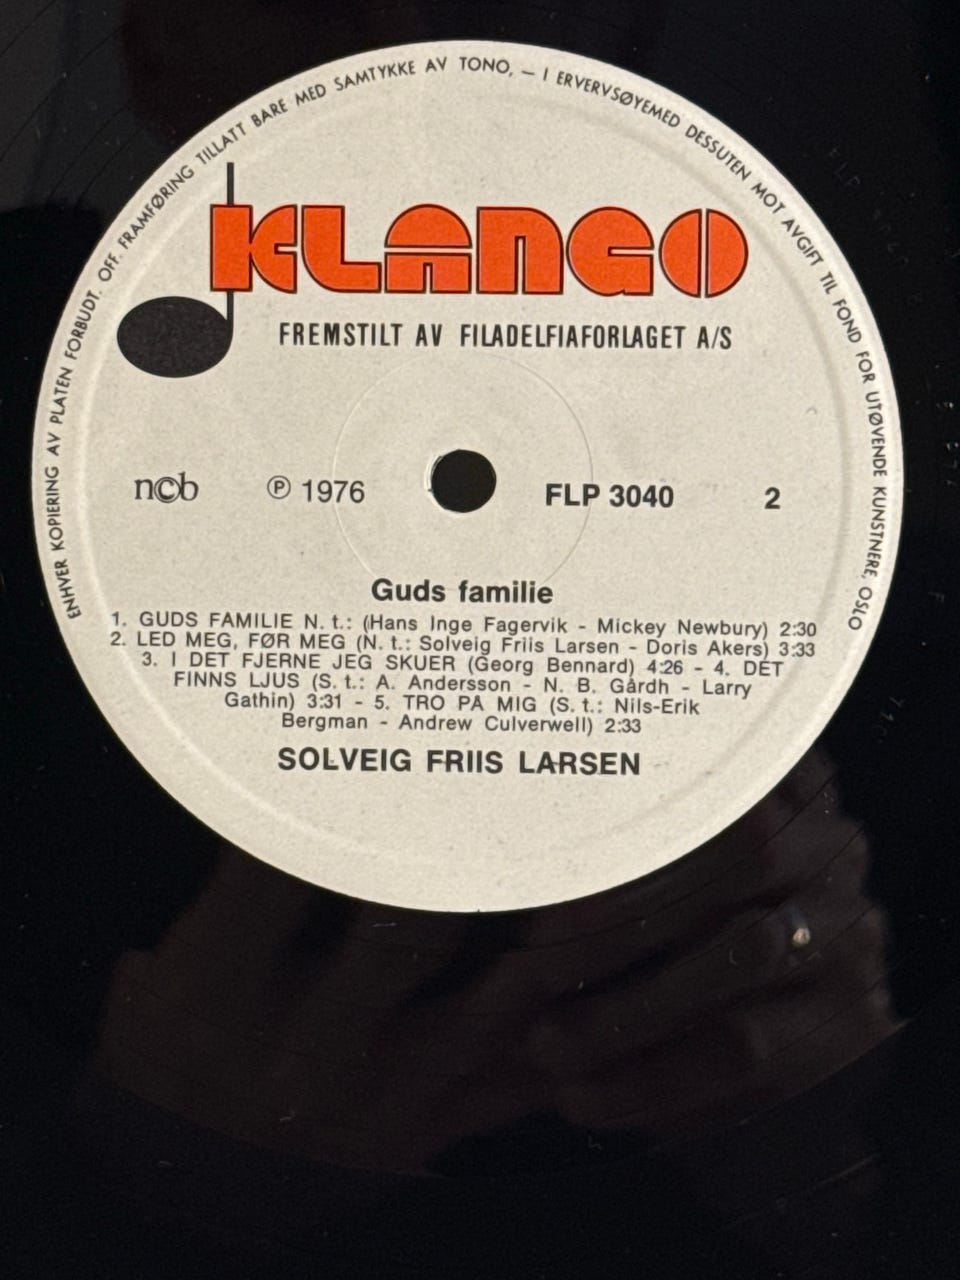 ENHVER KOPIERING AV PLATEN FORBUDT. OFF. FRAMFØRING TILLATT BARE MED SAMTYKKE AV TONO, — I ERVERVSØYEMED DESSUTEN MOT AVGIFT TIL FOND FOR UTØVENDE KUNSTNERE, OSLO
KLANGO
FREMSTILT AV FILADELFIAFORLAGET A/S
ncb ℗ 1976 FLP 3040 2
Guds familie
1. GUDS FAMILIE N. t.: (Hans Inge Fagervik - Mickey Newbury) 2:30
2. LED MEG, FØR MEG (N. t.: Solveig Friis Larsen - Doris Akers) 3:33
3. I DET FJERNE JEG SKUER (Georg Bennard) 4:26 - 4. DET
FINNS LJUS (S. t.: A. Andersson - N. B. Gårdh - Larry
Gathin) 3:31 - 5. TRO PA MIG (S. t.: Nils-Erik
Bergman - Andrew Culverwell) 2:33
SOLVEIG FRIIS LARSEN